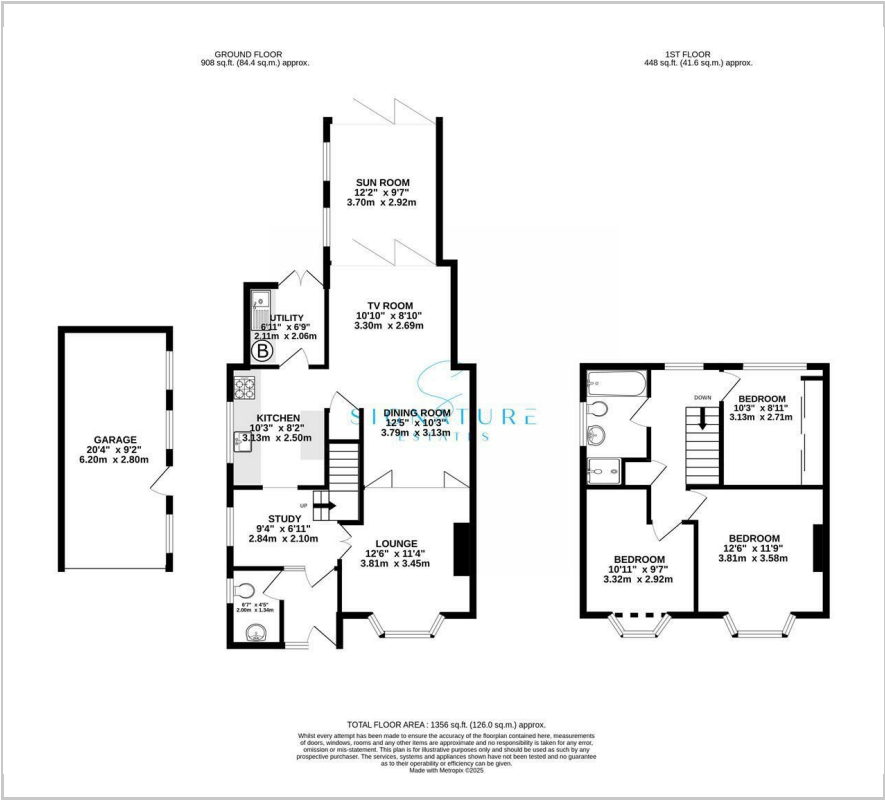 GROUND FLOOR
908 sq.ft. (84.4 sq.m.) approx.
1ST FLOOR
448 sq.ft. (41.6 sq.m.) approx.
SUN ROOM
12'2" x 9'7"
3.70m x 2.92m
UTILITY
6'11" x 6'9"
2.11m x 2.06m
B
TV ROOM
10'10" x 8'10"
3.30m x 2.69m
KITCHEN
10'3" x 8'2"
3.13m x 2.50m
DINING ROOM
12'5" x 10'3"
3.79m x 3.13m
SIGNATURE
ESTATES
GARAGE
20'4" x 9'2"
6.20m x 2.80m
UP
STUDY
9'4" x 6'11"
2.84m x 2.10m
LOUNGE
12'6" x 11'4"
3.81m x 3.45m
6'7" x 4'5"
2.00m x 1.34m
DOWN
BEDROOM
10'3" x 8'11"
3.13m x 2.71m
BEDROOM
10'11" x 9'7"
3.32m x 2.92m
BEDROOM
12'6" x 11'9"
3.81m x 3.58m
TOTAL FLOOR AREA : 1356 sq.ft. (126.0 sq.m.) approx.
Whilst every attempt has been made to ensure the accuracy of the floorplan contained here, measurements
of doors, windows, rooms and any other items are approximate and no responsibility is taken for any error,
omission or mis-statement. This plan is for illustrative purposes only and should be used as such by any
prospective purchaser. The services, systems and appliances shown have not been tested and no guarantee
as to their operability or efficiency can be given.
Made with Metropix ©2025